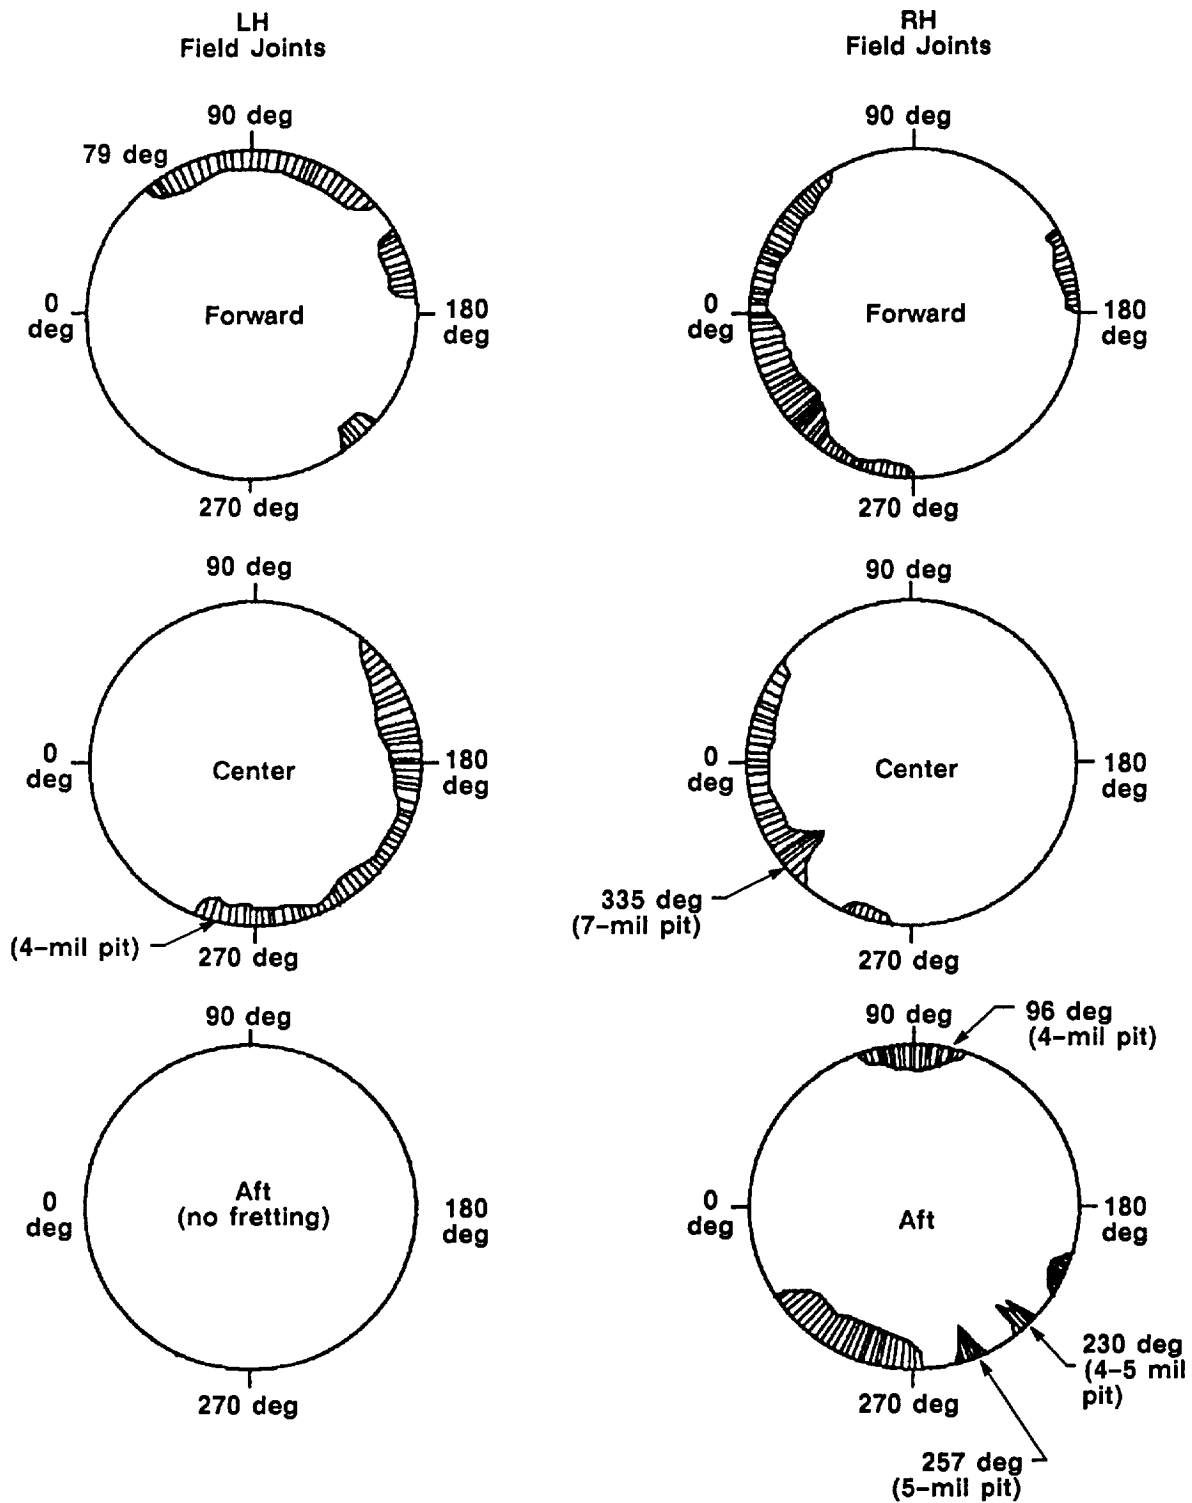 LH
Field Joints
RH
Field Joints
90 deg
79 deg
0
deg
Forward
180
deg
270 deg
90 deg
0
deg
Forward
180
deg
270 deg
90 deg
0
deg
Center
180
deg
(4-mil pit)
270 deg
90 deg
0
deg
Center
180
deg
335 deg
(7-mil pit)
270 deg
90 deg
0
deg
Aft
(no fretting)
180
deg
270 deg
90 deg
96 deg
(4-mil pit)
0
deg
Aft
180
deg
230 deg
(4-5 mil
pit)
270 deg
257 deg
(5-mil pit)